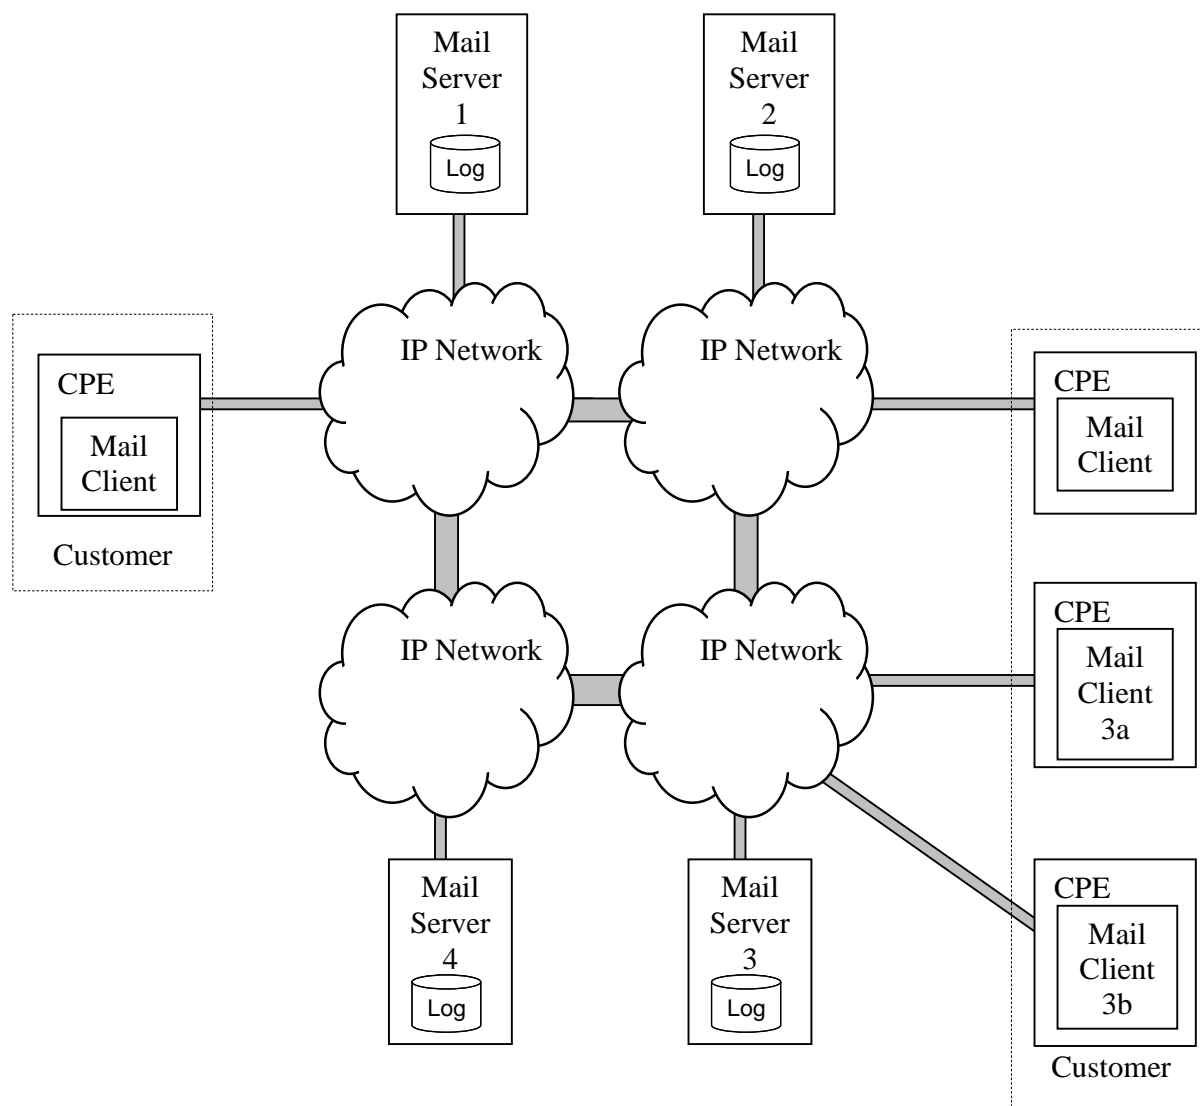 Mail
Server
1
Log
Mail
Server
2
Log
IP Network
IP Network
CPE
Mail
Client
Customer
CPE
Mail
Client
IP Network
IP Network
CPE
Mail
Client
3a
Mail
Server
4
Log
Mail
Server
3
Log
CPE
Mail
Client
3b
Customer